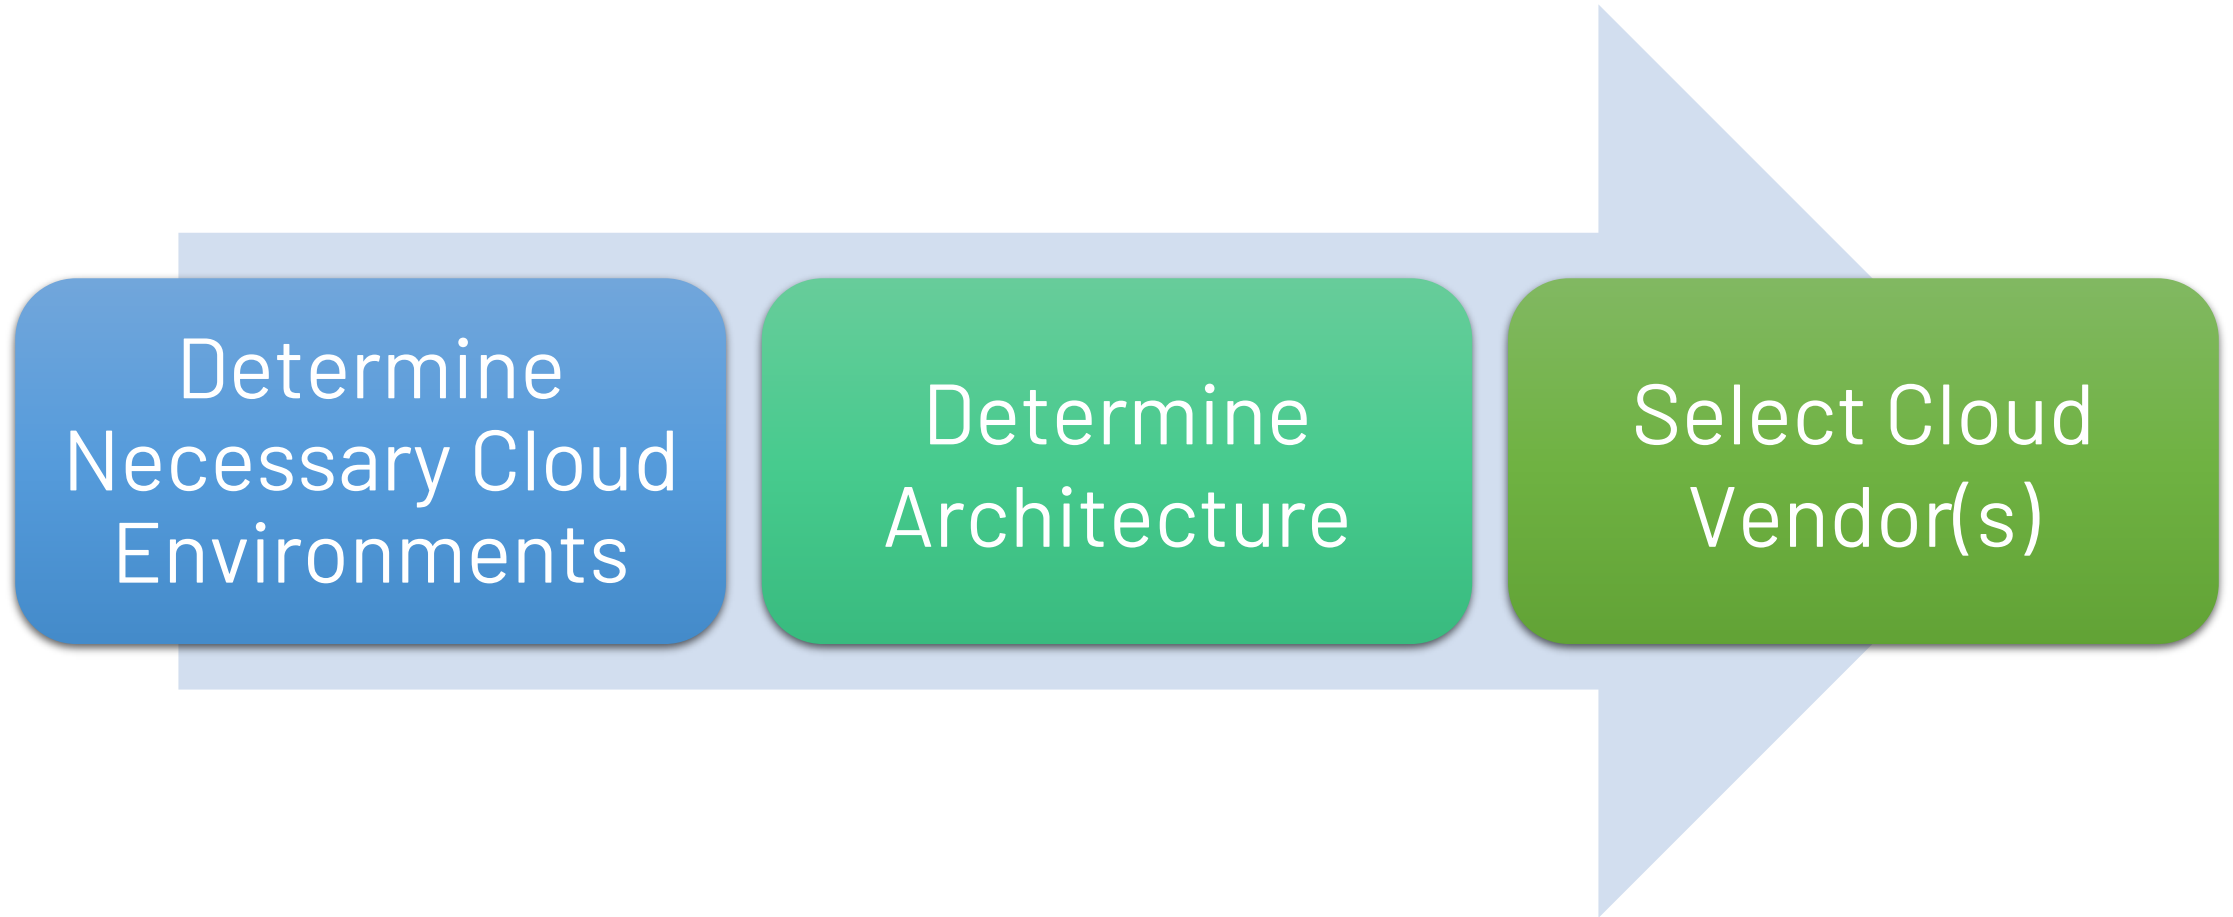 Determine
Necessary Cloud
Environments
Determine
Architecture
Select Cloud
Vendor(s)